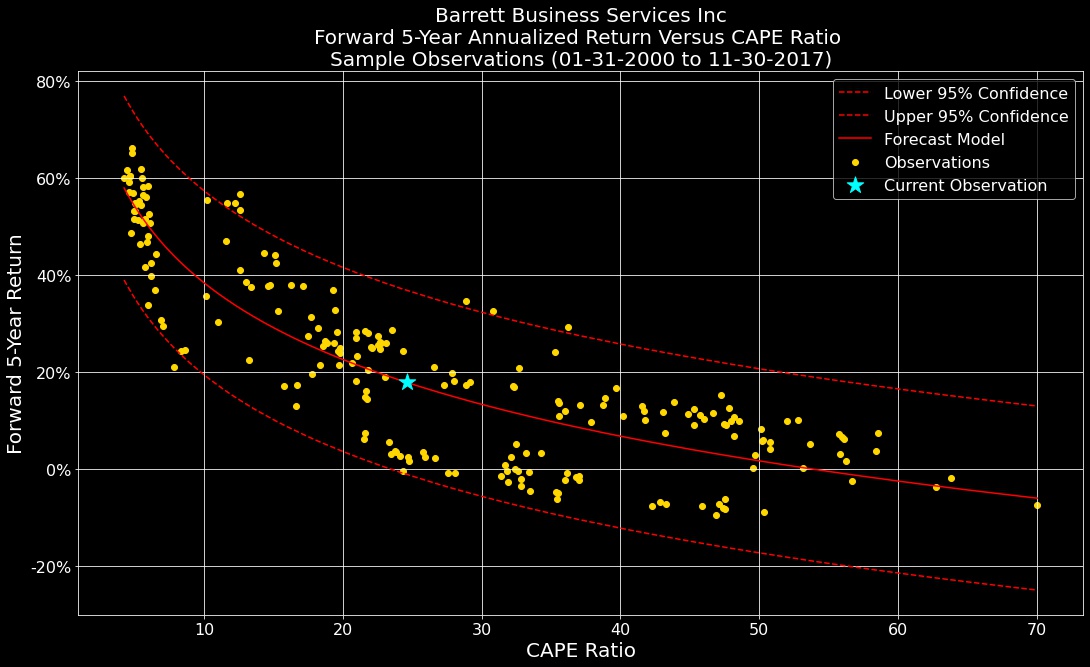 Barrett Business Services Inc
Forward 5-Year Annualized Return Versus CAPE Ratio
Sample Observations (01-31-2000 to 11-30-2017)
Lower 95% Confidence
Upper 95% Confidence
Forecast Model
Observations
Current Observation
Forward 5-Year Return
80%
60%
40%
20%
0%
-20%
10 20 30 40 50 60 70
CAPE Ratio